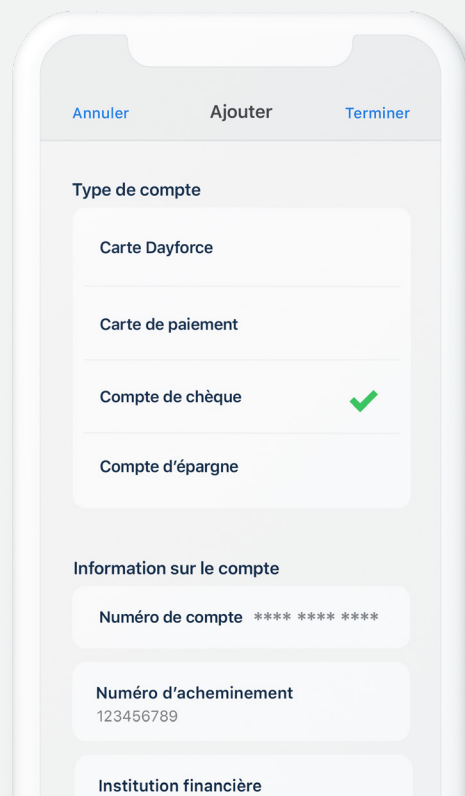 Annuler Ajouter Terminer
Type de compte
Carte Dayforce
Carte de paiement
Compte de chèque
Compte d’épargne
Information sur le compte
Numéro de compte **** **** ****
Numéro d’acheminement
123456789
Institution financière